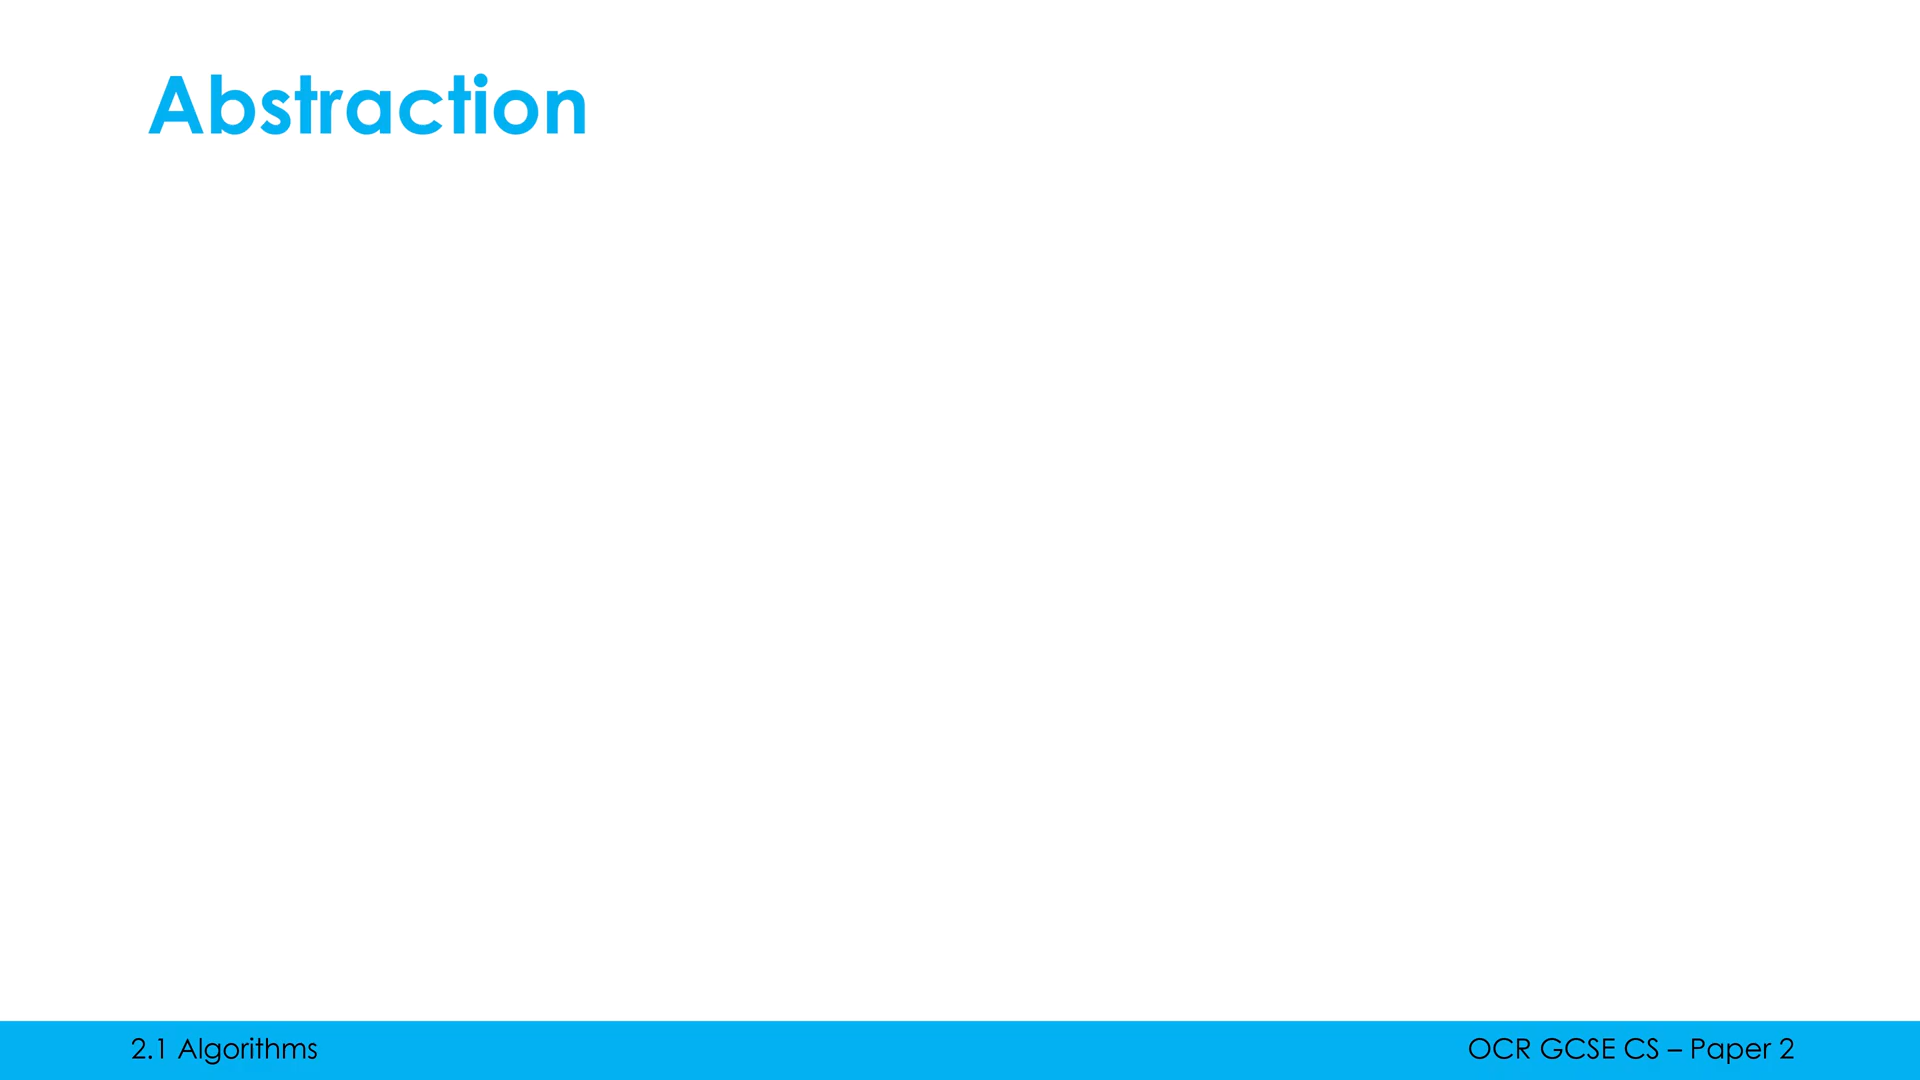 Abstraction
2.1 Algorithms
OCR GCSE CS – Paper 2